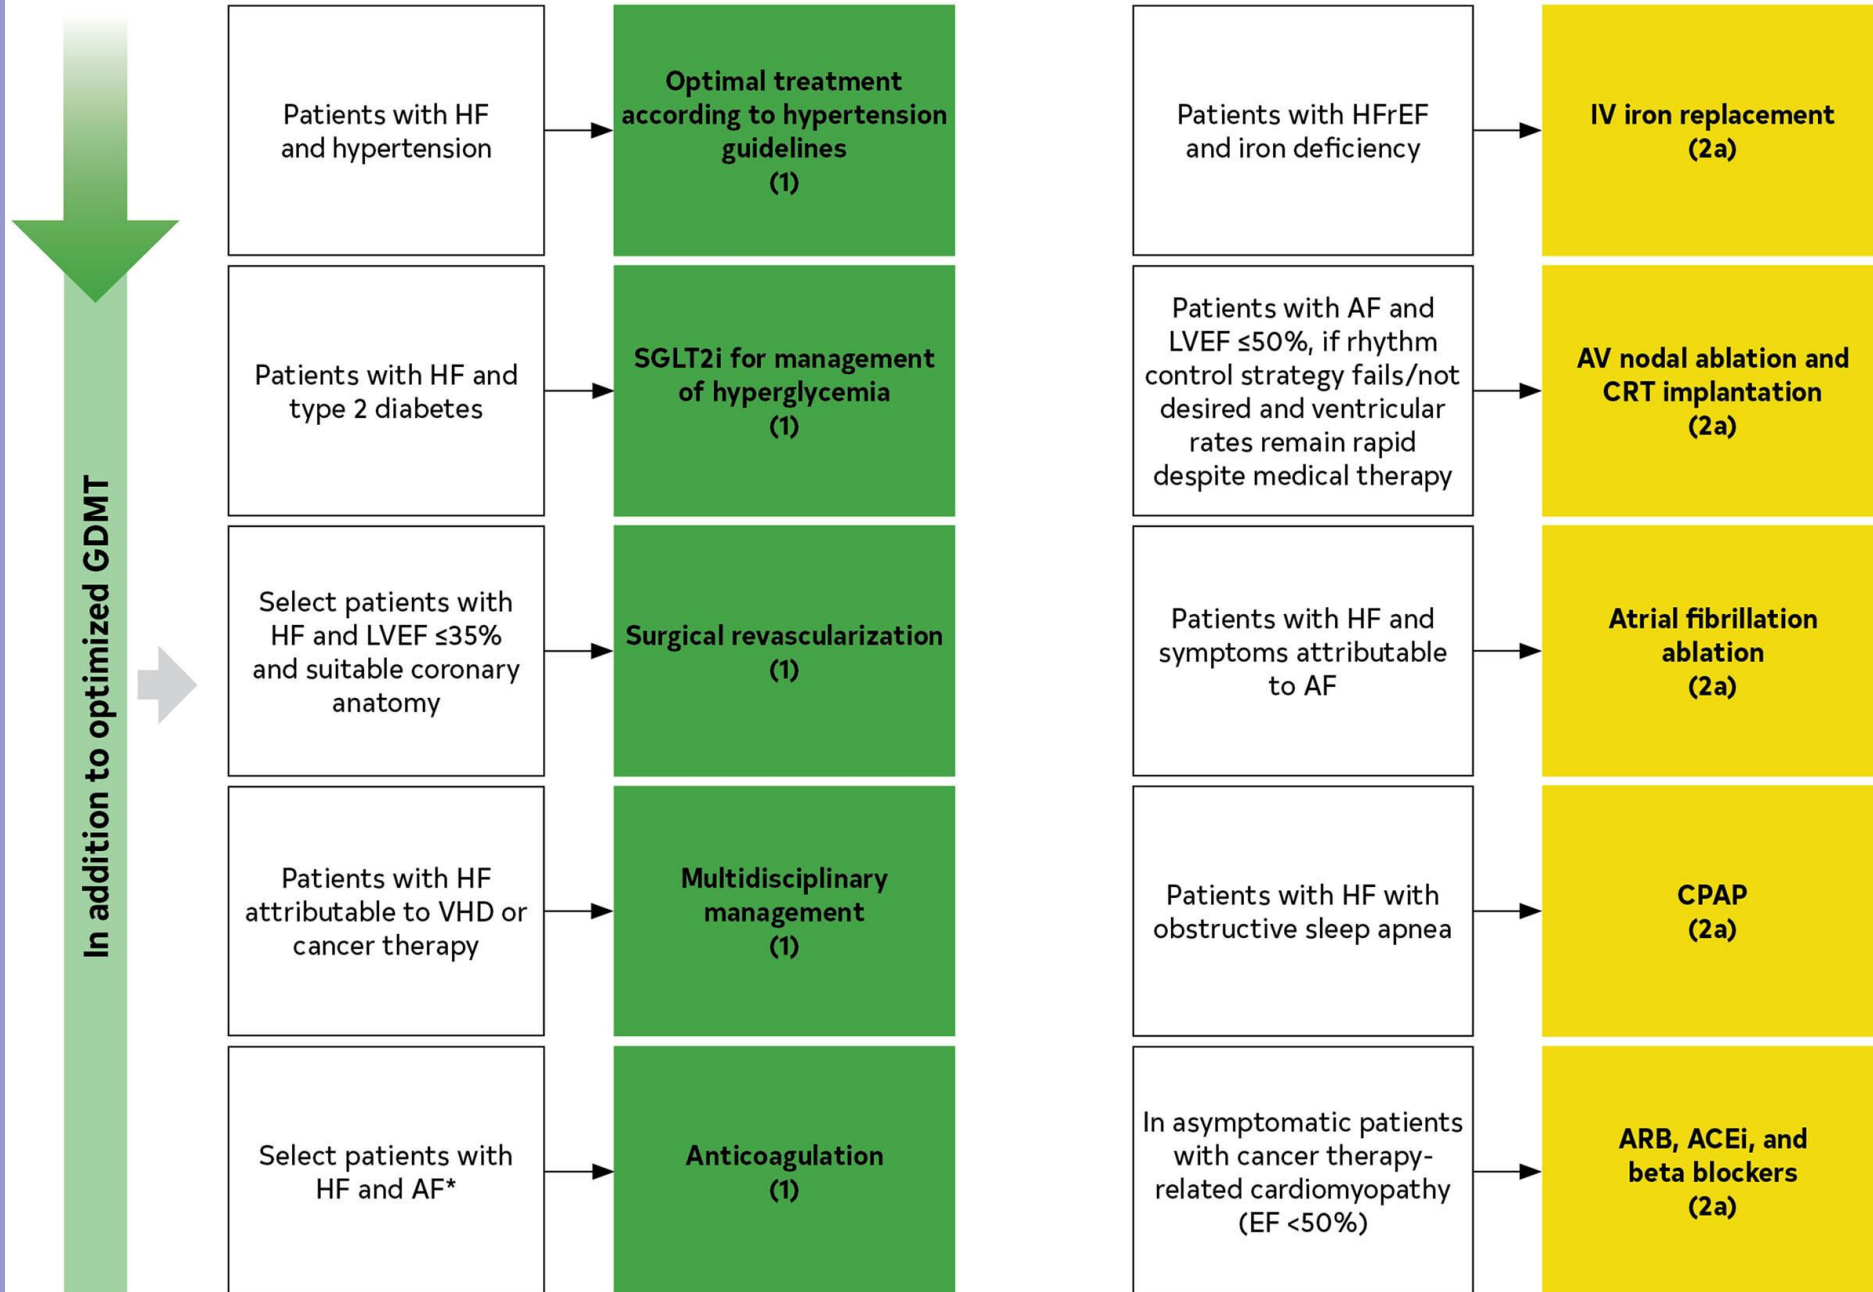 In addition to optimized GDMT
Patients with HF
and hypertension
Optimal treatment
according to hypertension
guidelines
(1)
Patients with HFrEF
and iron deficiency
IV iron replacement
(2a)
Patients with HF and
type 2 diabetes
SGLT2i for management
of hyperglycemia
(1)
Patients with AF and
LVEF ≤50%, if rhythm
control strategy fails/not
desired and ventricular
rates remain rapid
despite medical therapy
AV nodal ablation and
CRT implantation
(2a)
Select patients with
HF and LVEF ≤35%
and suitable coronary
anatomy
Surgical revascularization
(1)
Patients with HF and
symptoms attributable
to AF
Atrial fibrillation
ablation
(2a)
Patients with HF
attributable to VHD or
cancer therapy
Multidisciplinary
management
(1)
Patients with HF with
obstructive sleep apnea
CPAP
(2a)
Select patients with
HF and AF*
Anticoagulation
(1)
In asymptomatic patients
with cancer therapy-
related cardiomyopathy
(EF <50%)
ARB, ACEi, and
beta blockers
(2a)